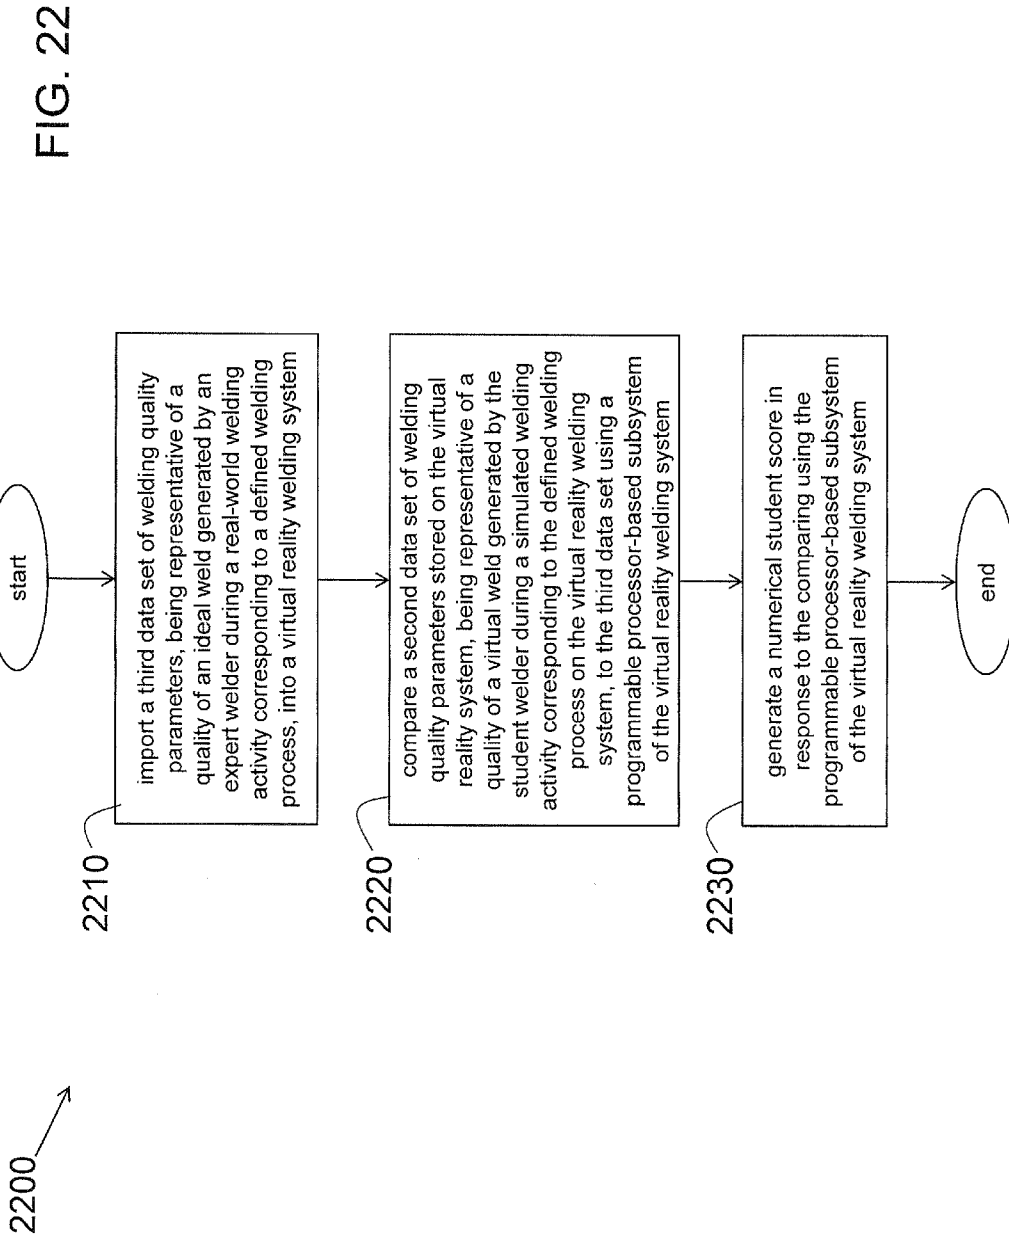 FIG. 22
2200
start
2210
import a third data set of welding quality
parameters, being representative of a
quality of an ideal weld generated by an
expert welder during a real-world welding
activity corresponding to a defined welding
process, into a virtual reality welding system
2220
compare a second data set of welding
quality parameters stored on the virtual
reality system, being representative of a
quality of a virtual weld generated by the
student welder during a simulated welding
activity corresponding to the defined welding
process on the virtual reality welding
system, to the third data set using a
programmable processor-based subsystem
of the virtual reality welding system
2230
generate a numerical student score in
response to the comparing using the
programmable processor-based subsystem
of the virtual reality welding system
end